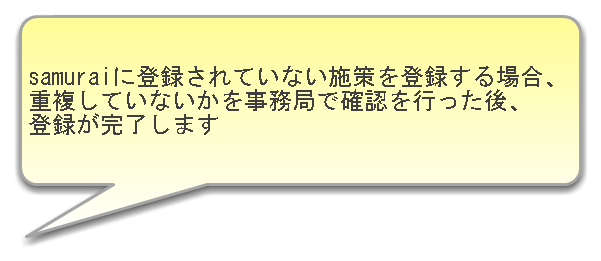 samuraiに登録されていない施策を登録する場合、
重複していないかを事務局で確認を行った後、
登録が完了します